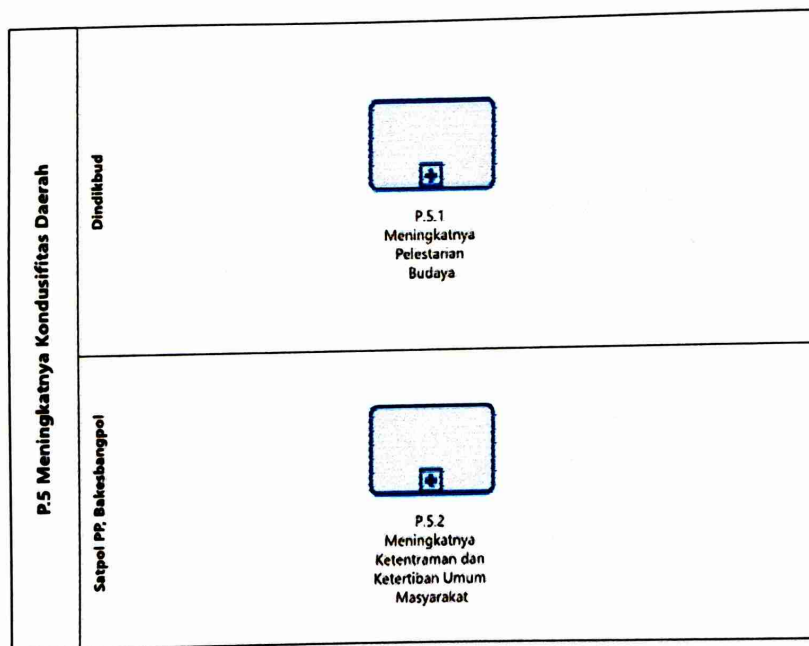 P.5 Meningkatnya Kondusifitas Daerah
Dindikbud
P.5.1
Meningkatnya
Pelestarian
Budaya
Satpol PP, Bakesbangpol
P.5.2
Meningkatnya
Ketentraman dan
Ketertiban Umum
Masyarakat